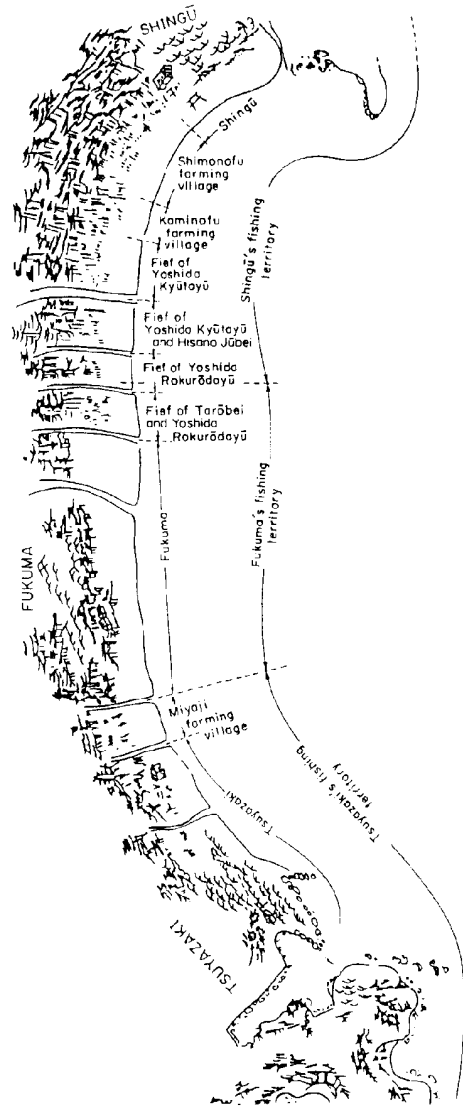 SHINGŪ
Shingū
Shimonofu
farming
village
Kaminofu
farming
village
Fief of
Yoshida
Kyūtayū
Fief of
Yoshida Kyūtayū
and Hisano Jūbei
Fief of Yoshida
Rokurōdayū
Fief of Tarōbei
and Yoshida
Rokurōdayū
Shingū's fishing
territory
Fukuma's fishing
territory
Fukuma
FUKUMA
Miyaji
farming
village
Tsuyazaki
Tsuyazaki's fishing
territory
TSUYAZAKI